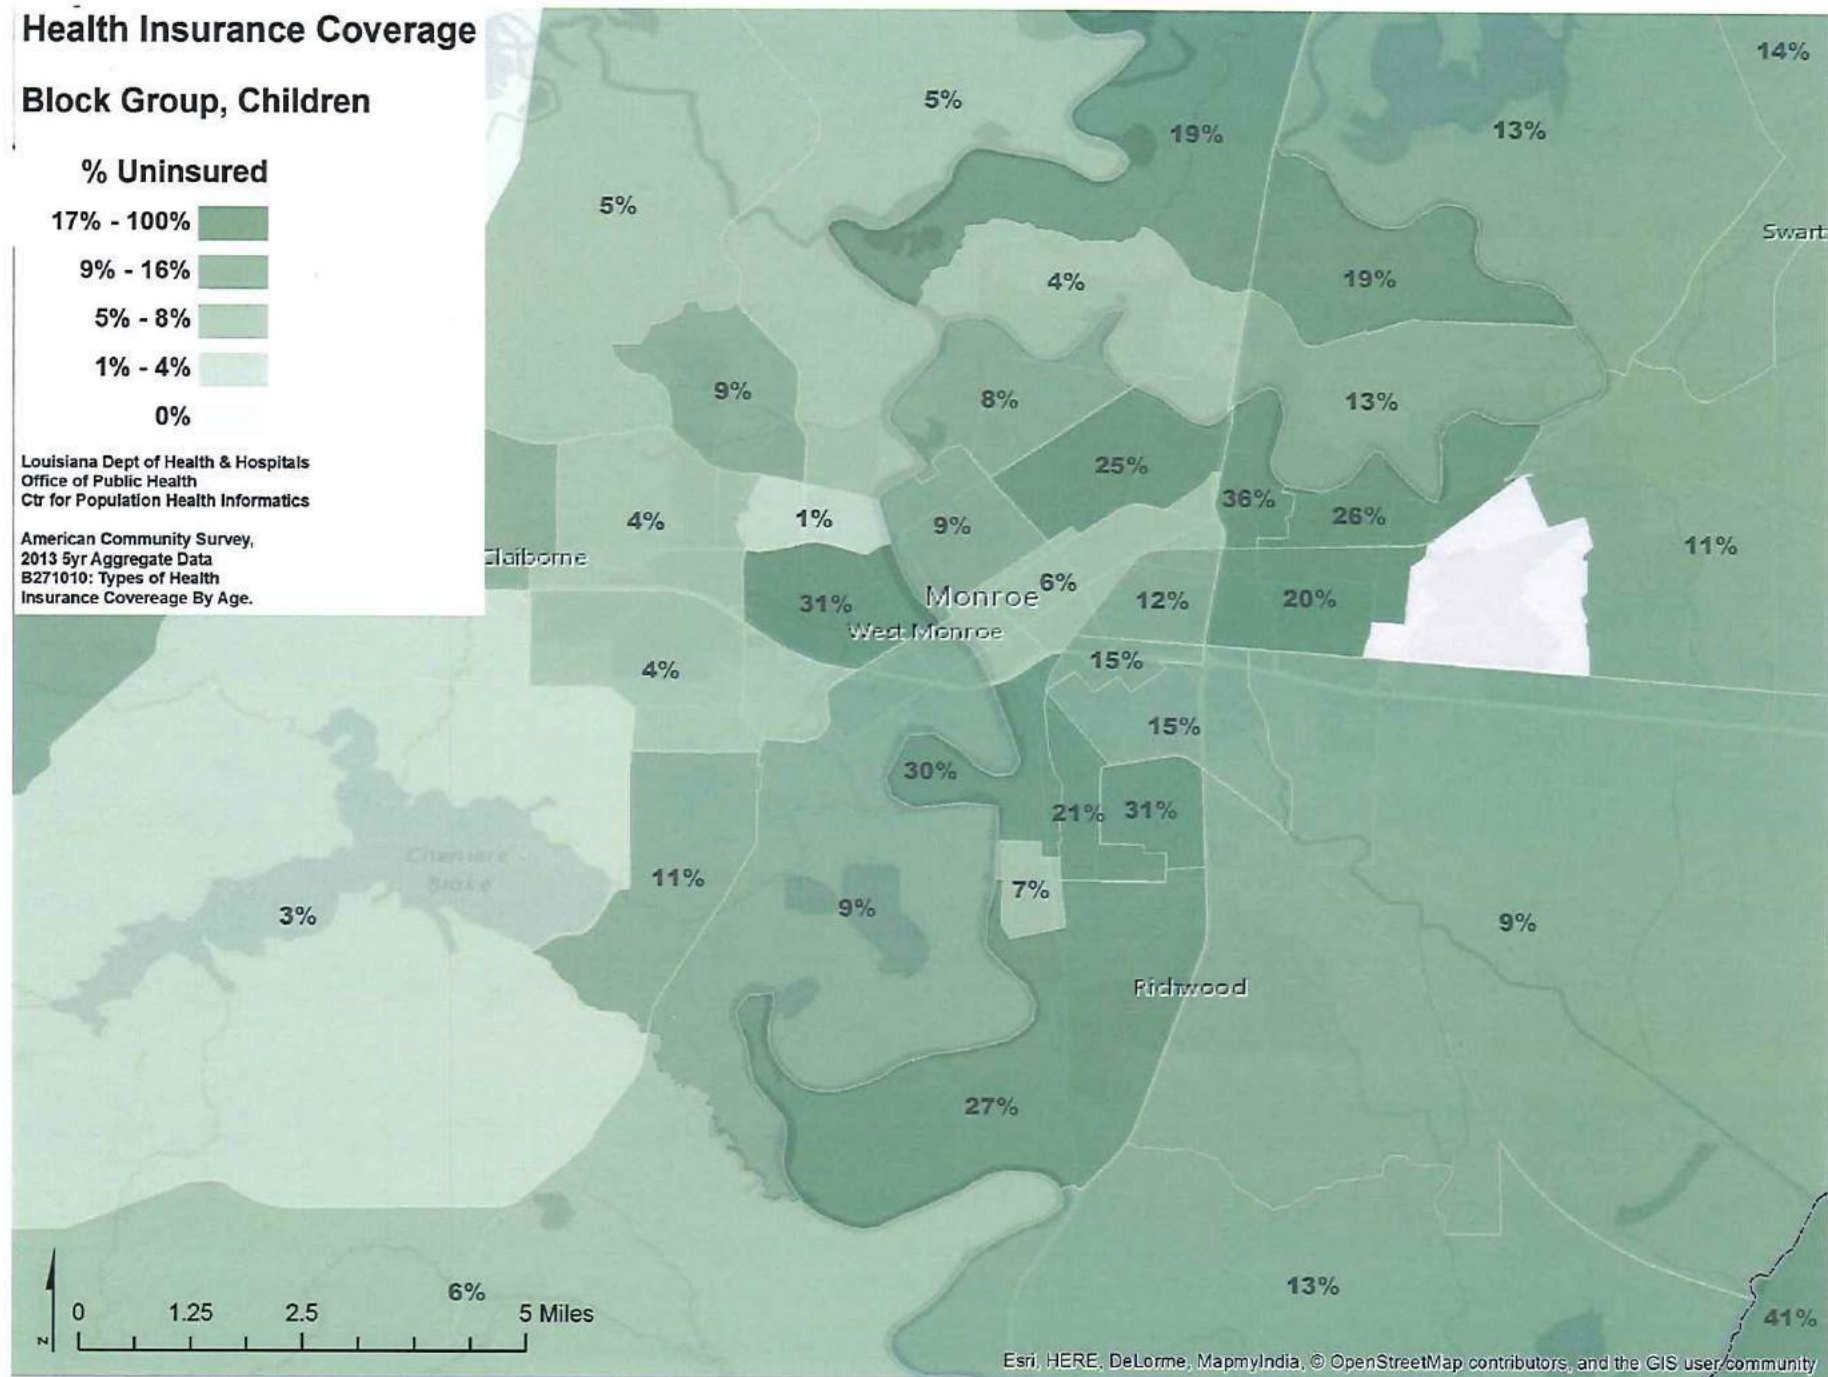 Health Insurance Coverage
Block Group, Children
% Uninsured
17% - 100%
9% - 16%
5% - 8%
1% - 4%
0%
Louisiana Dept of Health & Hospitals
Office of Public Health
Ctr for Population Health Informatics
American Community Survey,
2013 5yr Aggregate Data
B271010: Types of Health
Insurance Covereage By Age.
14%
5%
19%
13%
5%
Swart
4%
19%
9%
8%
13%
25%
36%
26%
4%
1%
9%
11%
Claiborne
6%
Monroe
12%
20%
31%
West Monroe
15%
4%
15%
30%
21%
31%
11%
7%
9%
3%
9%
Richwood
27%
13%
6%
41%
0 1.25 2.5 5 Miles
N
Esri, HERE, DeLorme, MapmyIndia, © OpenStreetMap contributors, and the GIS user community